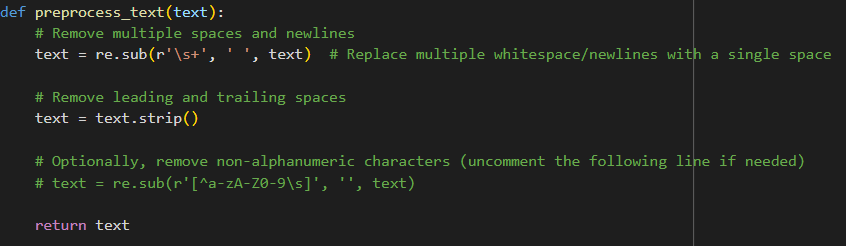 def preprocess_text(text):
    # Remove multiple spaces and newlines
    text = re.sub(r'\s+', ' ', text)  # Replace multiple whitespace/newlines with a single space
    # Remove leading and trailing spaces
    text = text.strip()
    # Optionally, remove non-alphanumeric characters (uncomment the following line if needed)
    # text = re.sub(r'[^a-zA-Z0-9\s]', '', text)
    return text